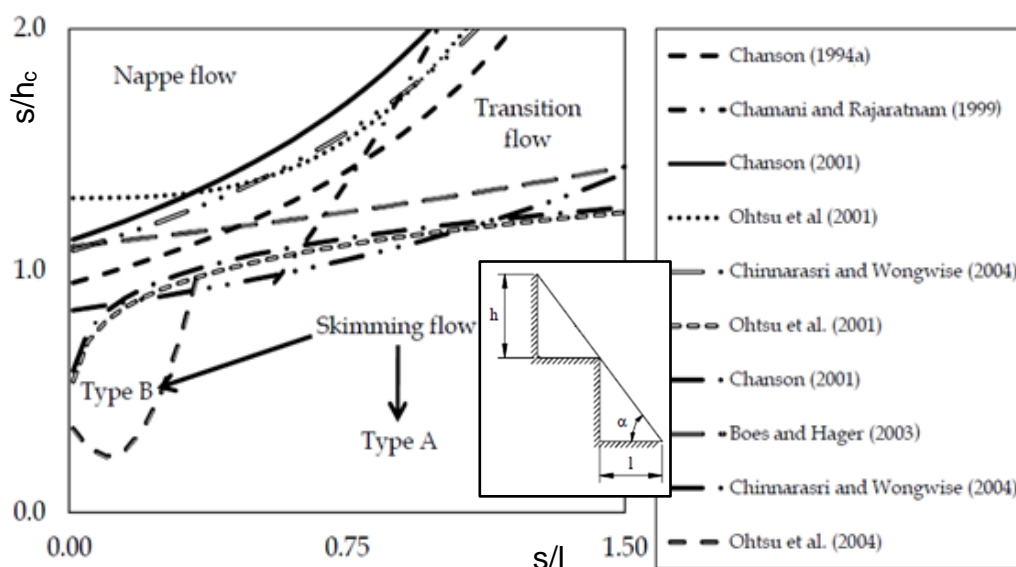 2.0
Nappe flow
s/hc
Transition
flow
1.0
Skimming flow
Type B
Type A
0.0
0.00
0.75
s/l
1.50
h
α
l
Chanson (1994a)
Chamani and Rajaratnam (1999)
Chanson (2001)
Ohtsu et al (2001)
Chinnarasri and Wongwise (2004)
Ohtsu et al. (2001)
Chanson (2001)
Boes and Hager (2003)
Chinnarasri and Wongwise (2004)
Ohtsu et al. (2004)